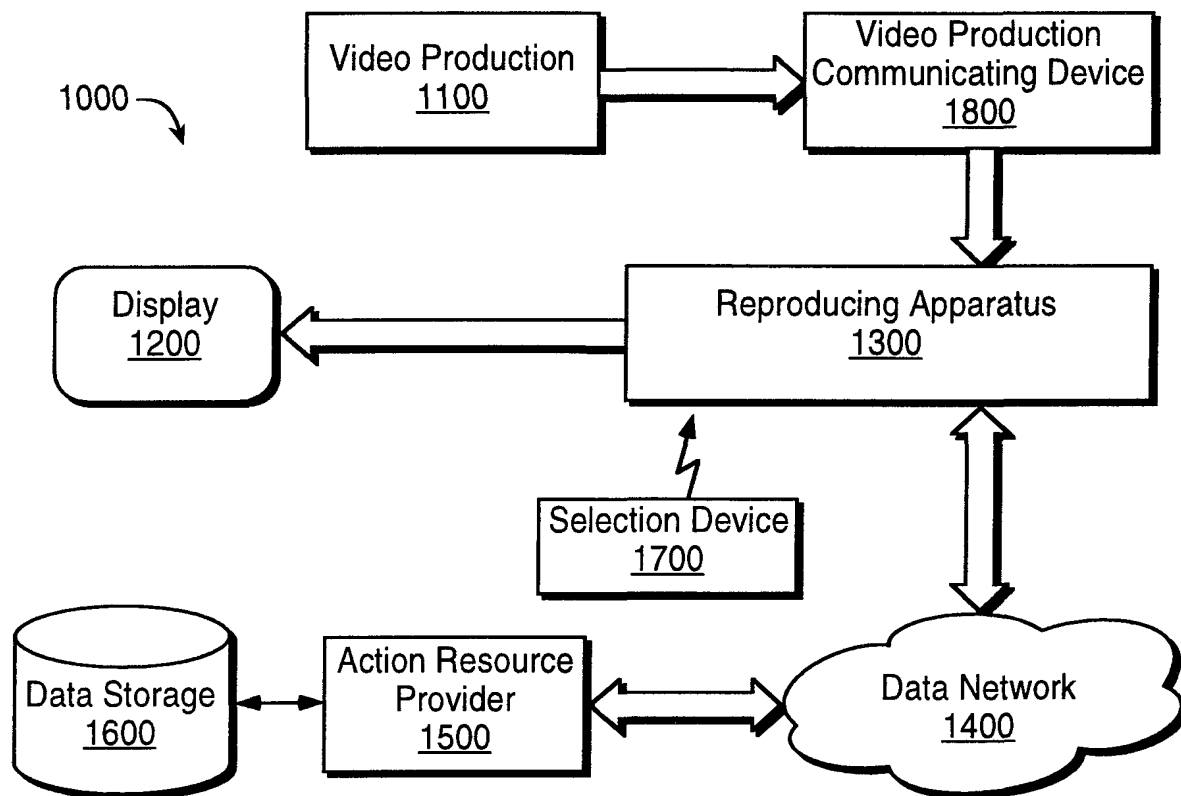 Video Production
1100
Video Production
Communicating Device
1800
1000
Display
1200
Reproducing Apparatus
1300
Selection Device
1700
Data Storage
1600
Action Resource
Provider
1500
Data Network
1400